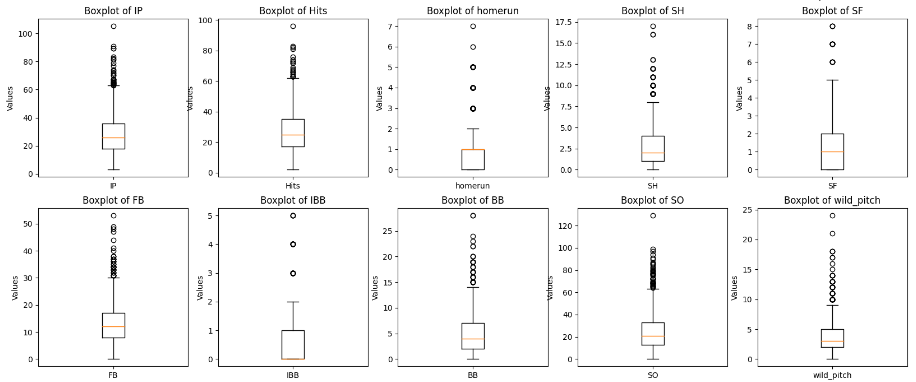 Boxplot of IP
100
80
60
40
20
0
Values
IP
Boxplot of Hits
100
80
60
40
20
0
Values
Hits
Boxplot of homerun
7
6
5
4
3
2
1
0
Values
homerun
Boxplot of SH
17.5
15.0
12.5
10.0
7.5
5.0
2.5
0.0
Values
SH
Boxplot of SF
8
7
6
5
4
3
2
1
0
Values
SF
Boxplot of FB
50
40
30
20
10
0
Values
FB
Boxplot of IBB
5
4
3
2
1
0
Values
IBB
Boxplot of BB
25
20
15
10
5
0
Values
BB
Boxplot of SO
120
100
80
60
40
20
0
Values
SO
Boxplot of wild_pitch
25
20
15
10
5
0
Values
wild_pitch